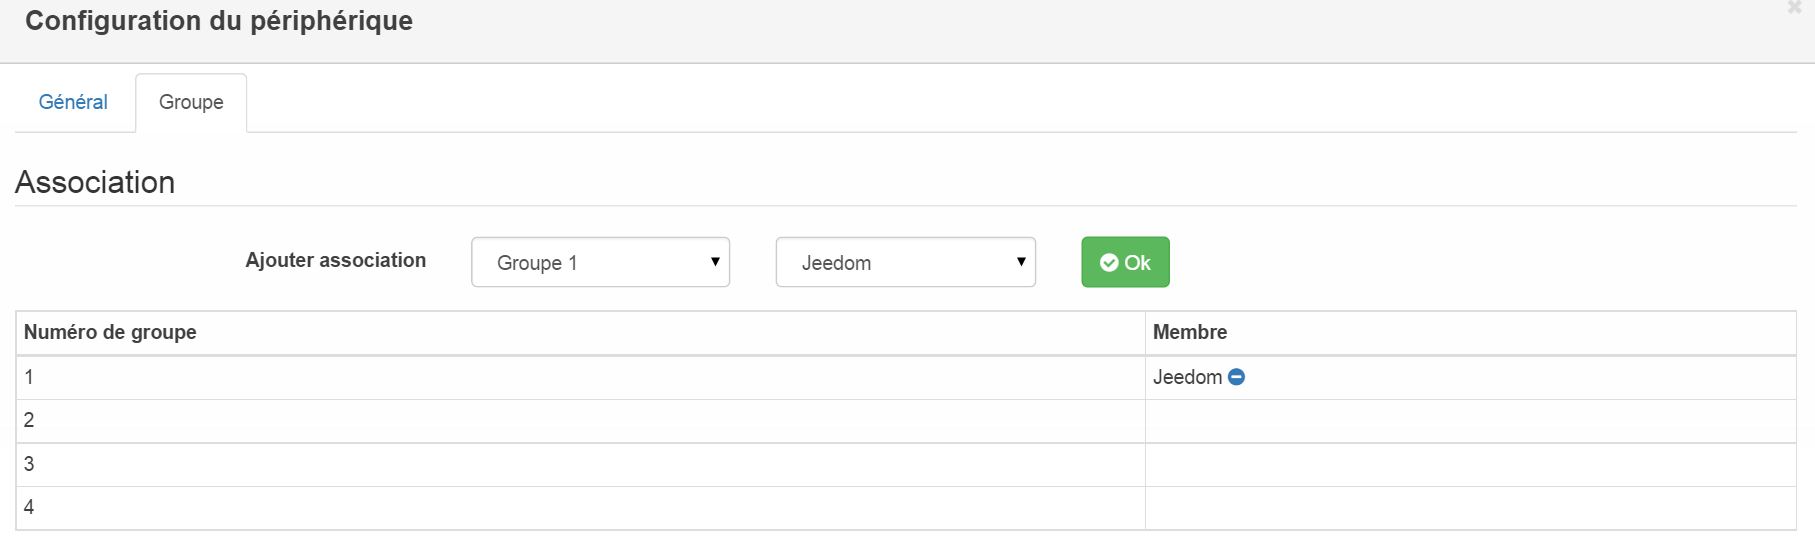 Configuration du périphérique
Général Groupe
Association
Ajouter association Groupe 1 Jeedom Ok
Numéro de groupe Membre
1 Jeedom
2
3
4